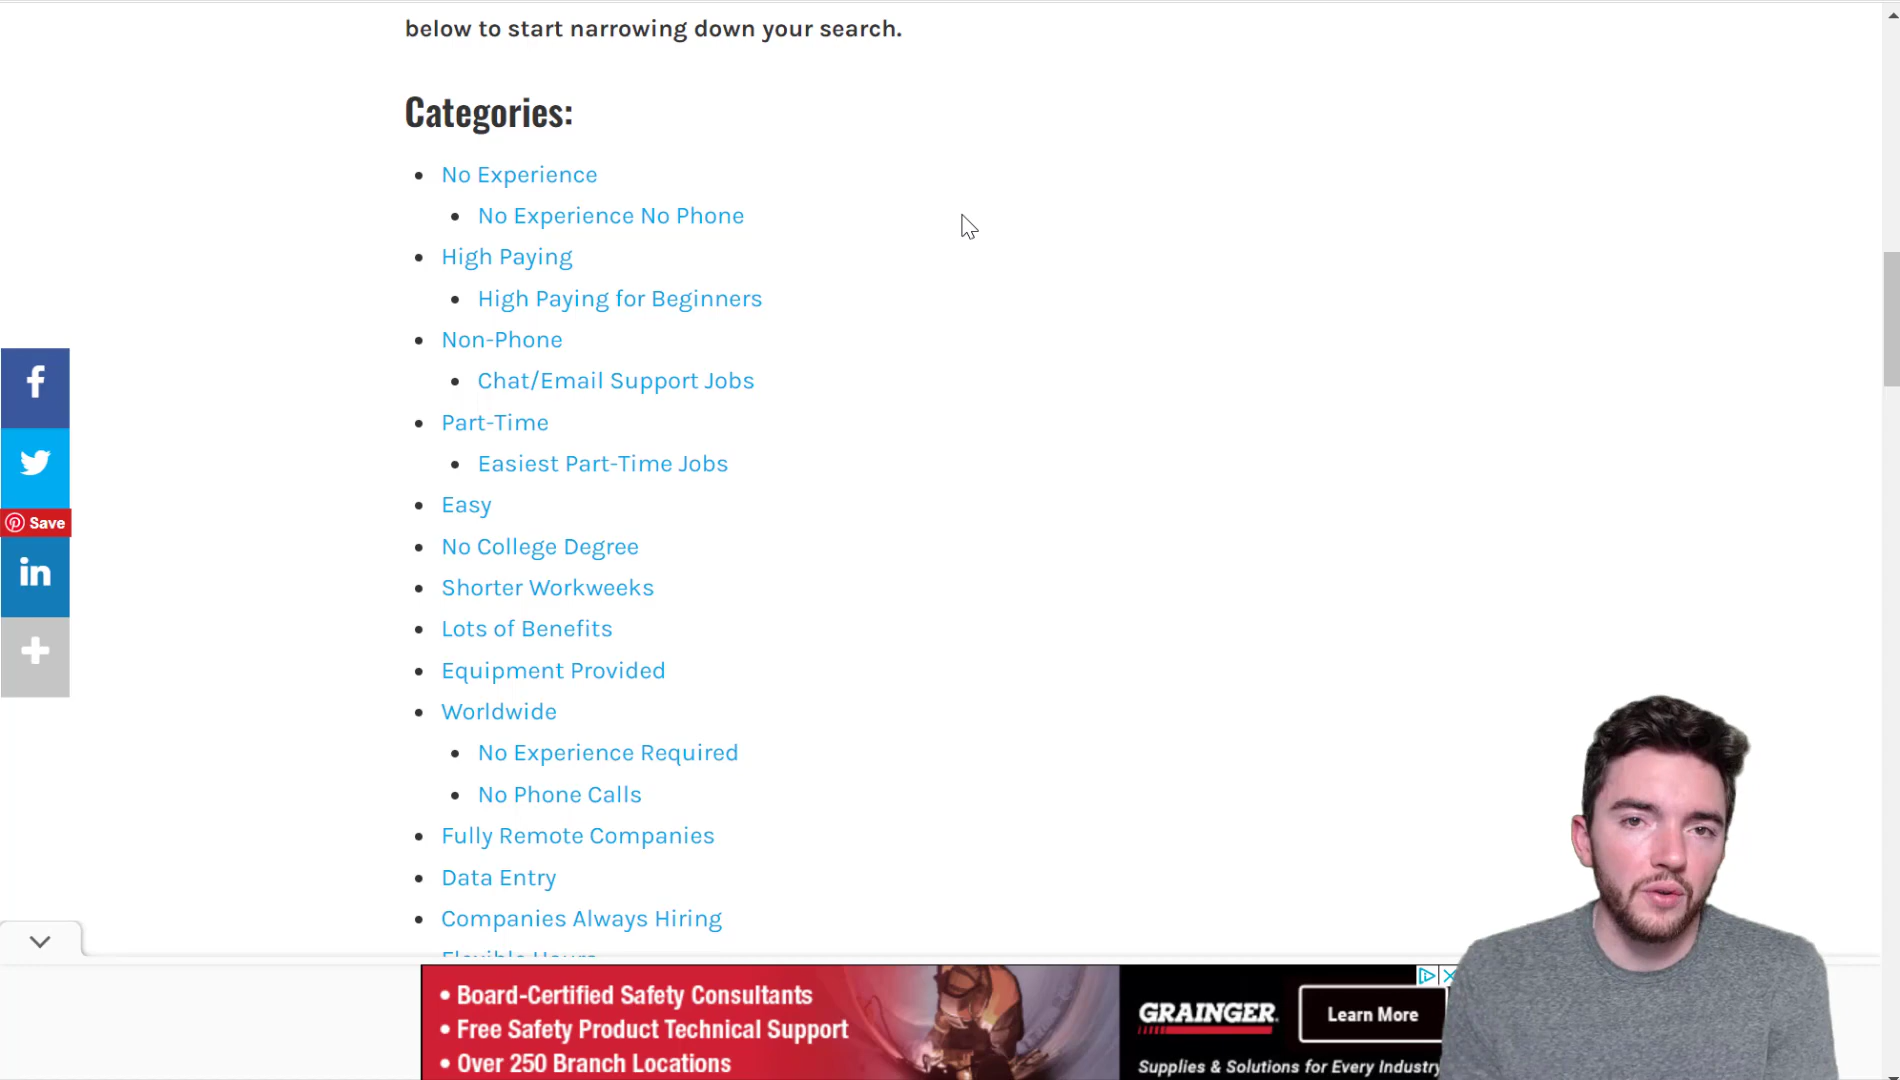 below to start narrowing down your search.
Categories:
No Experience
No Experience No Phone
High Paying
High Paying for Beginners
Non-Phone
Chat/Email Support Jobs
Part-Time
Easiest Part-Time Jobs
Easy
No College Degree
Shorter Workweeks
Lots of Benefits
Equipment Provided
Worldwide
No Experience Required
No Phone Calls
Fully Remote Companies
Data Entry
Companies Always Hiring
Flexible Hours
Save
• Board-Certified Safety Consultants
• Free Safety Product Technical Support
• Over 250 Branch Locations
GRAINGER
Learn More
Supplies & Solutions for Every Industry